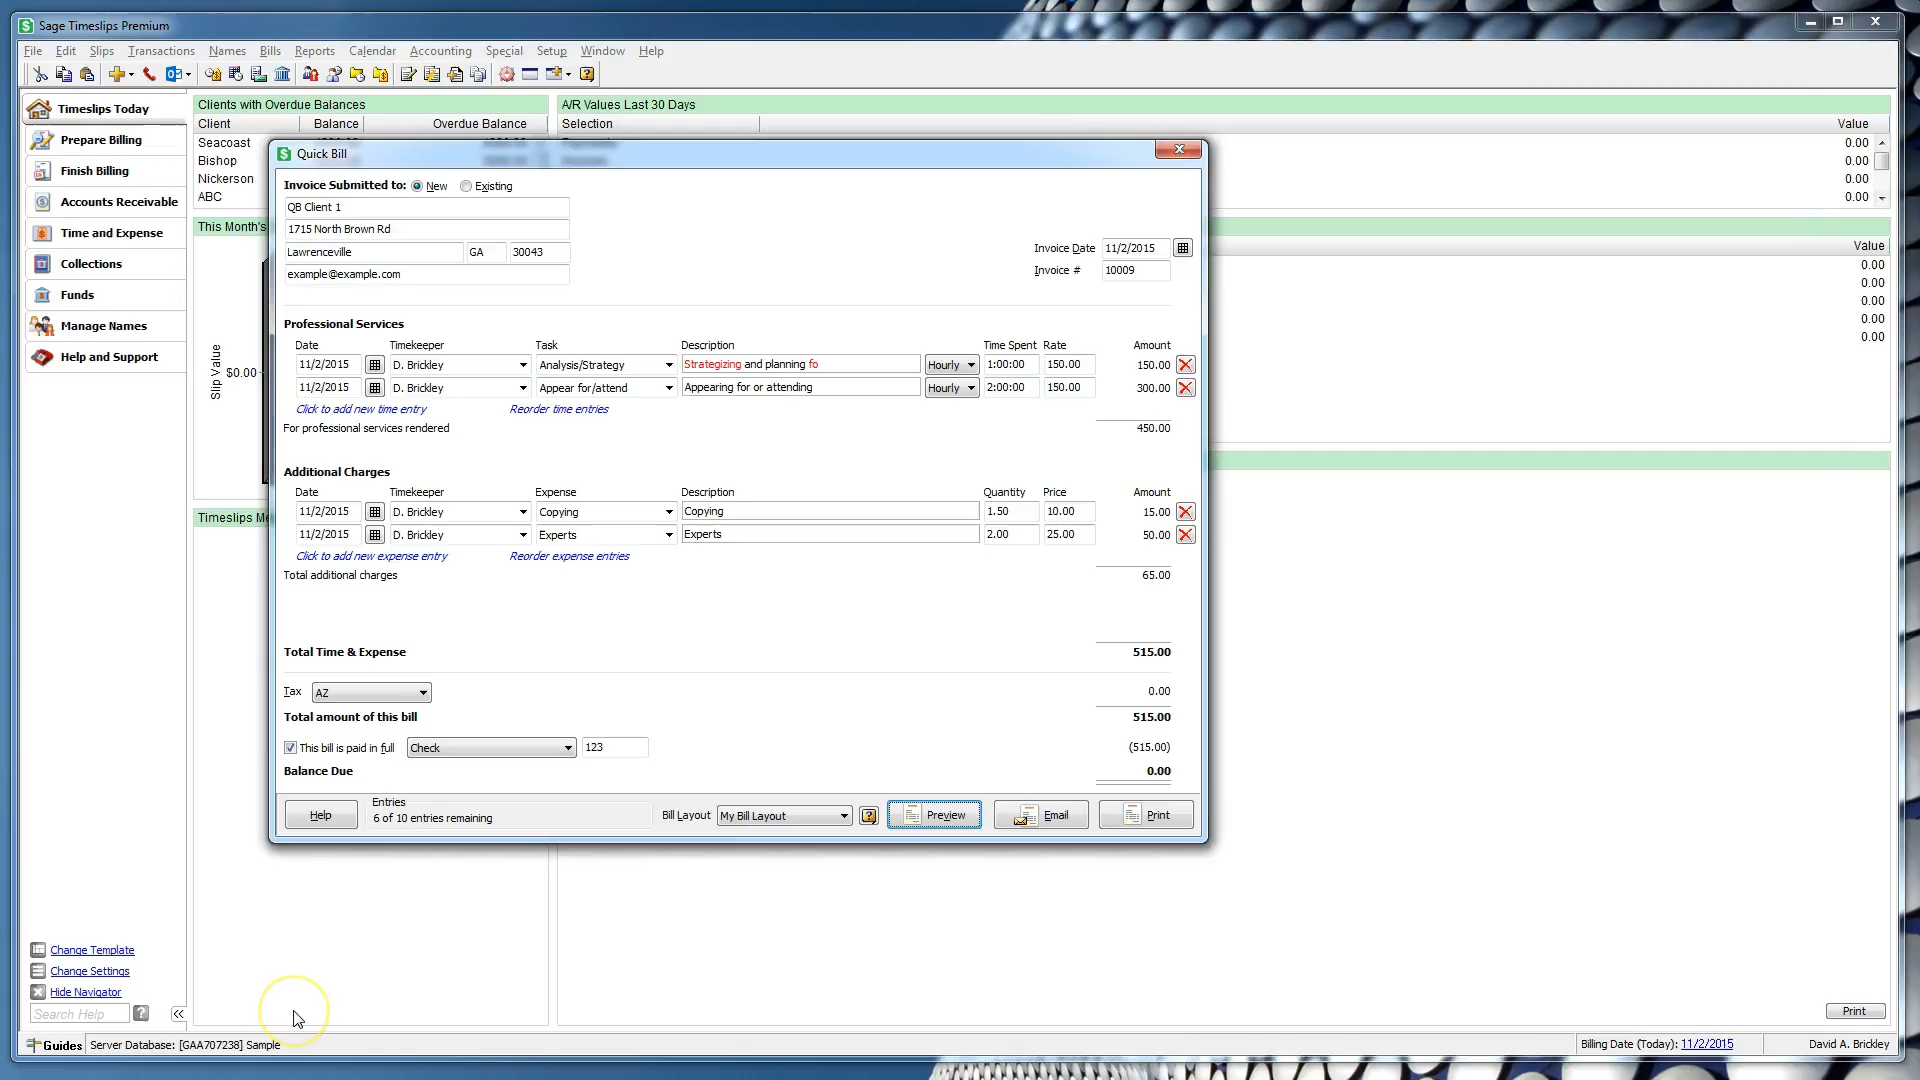 Sage Timeslips Premium
File Edit Slips Transactions Names Bills Reports Calendar Accounting Special Setup Window Help
Timeslips Today
Prepare Billing
Finish Billing
Accounts Receivable
Time and Expense
Collections
Funds
Manage Names
Help and Support
Clients with Overdue Balances
Client Balance Overdue Balance
Seacoast
Bishop
Nickerson
ABC
This Month's
Slip Value
$0.00
A/R Values Last 30 Days
Selection Value
0.00
0.00
0.00
0.00
Value
0.00
0.00
0.00
0.00
0.00
Quick Bill
Invoice Submitted to: New Existing
QB Client 1
1715 North Brown Rd
Lawrenceville GA 30043
example@example.com
Invoice Date 11/2/2015
Invoice # 10009
Professional Services
Date Timekeeper Task Description Time Spent Rate Amount
11/2/2015 D. Brickley Analysis/Strategy Strategizing and planning fo Hourly 1:00:00 150.00 150.00
11/2/2015 D. Brickley Appear for/attend Appearing for or attending Hourly 2:00:00 150.00 300.00
Click to add new time entry Reorder time entries
For professional services rendered 450.00
Additional Charges
Date Timekeeper Expense Description Quantity Price Amount
11/2/2015 D. Brickley Copying Copying 1.50 10.00 15.00
11/2/2015 D. Brickley Experts Experts 2.00 25.00 50.00
Click to add new expense entry Reorder expense entries
Total additional charges 65.00
Total Time & Expense 515.00
Tax AZ 0.00
Total amount of this bill 515.00
This bill is paid in full Check 123 (515.00)
Balance Due 0.00
Help
Entries
6 of 10 entries remaining
Bill Layout My Bill Layout Preview Email Print
Change Template
Change Settings
Hide Navigator
Search Help
Print
Guides Server Database: [GAA707238] Sample Billing Date (Today): 11/2/2015 David A. Brickley